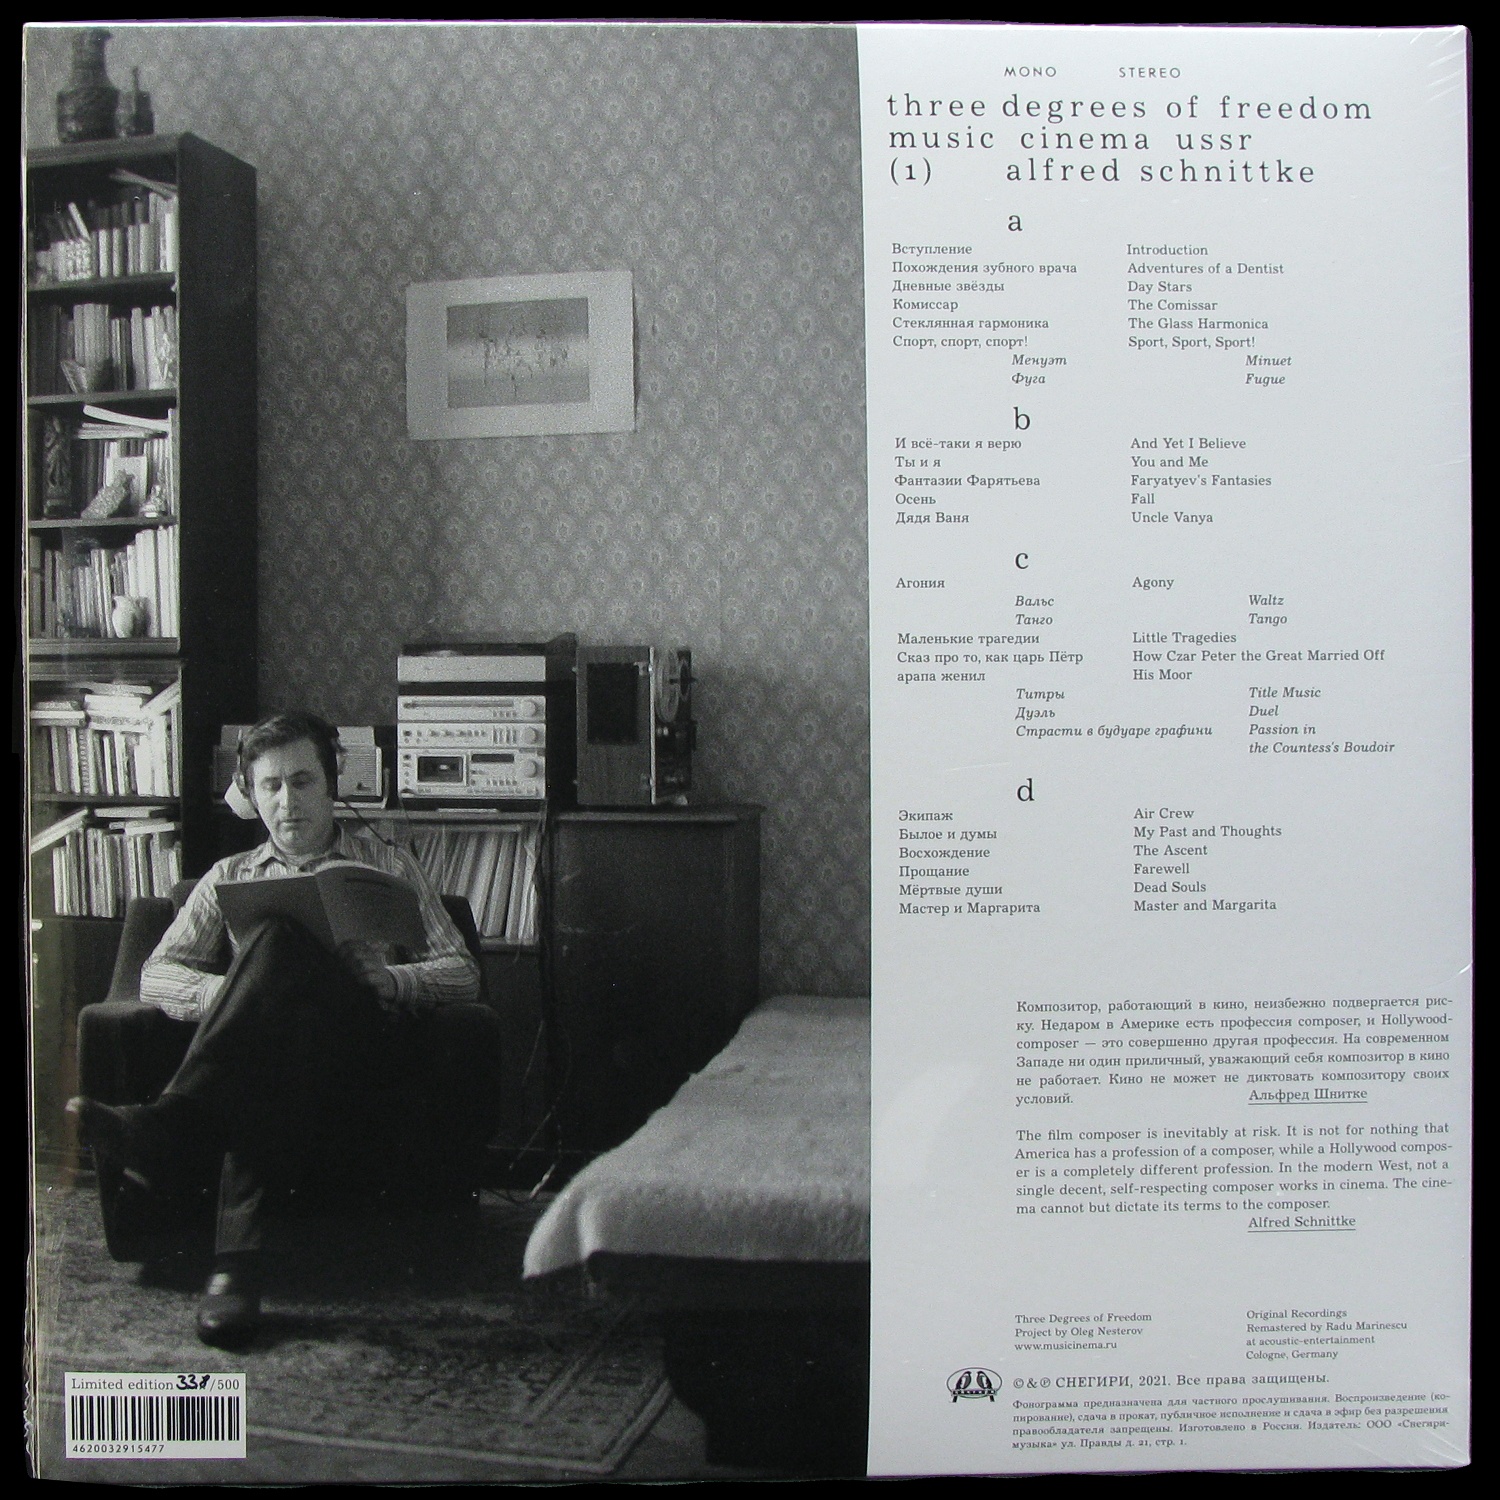 MONO STEREO
three degrees of freedom
music cinema ussr
(1) alfred schnittke
a
Вступление Introduction
Похождения зубного врача Adventures of a Dentist
Дневные звёзды Day Stars
Комиссар The Comissar
Стеклянная гармоника The Glass Harmonica
Спорт, спорт, спорт! Sport, Sport, Sport!
Менуэт Minuet
Фуга Fugue
b
И всё-таки я верю And Yet I Believe
Ты и я You and Me
Фантазии Фарятьева Faryatyev's Fantasies
Осень Fall
Дядя Ваня Uncle Vanya
c
Агония Agony
Вальс Waltz
Танго Tango
Маленькие трагедии Little Tragedies
Сказ про то, как царь Пётр How Czar Peter the Great Married Off
арапа женил His Moor
Титры Title Music
Дуэль Duel
Страсти в будуаре графини Passion in
the Countess's Boudoir
d
Экипаж Air Crew
Былое и думы My Past and Thoughts
Восхождение The Ascent
Прощание Farewell
Мёртвые души Dead Souls
Мастер и Маргарита Master and Margarita
Композитор, работающий в кино, неизбежно подвергается рис-
ку. Недаром в Америке есть профессия composer, и Hollywood-
composer — это совершенно другая профессия. На современном
Западе ни один приличный, уважающий себя композитор в кино
не работает. Кино не может не диктовать композитору своих
условий. Альфред Шнитке
The film composer is inevitably at risk. It is not for nothing that
America has a profession of a composer, while a Hollywood compos-
er is a completely different profession. In the modern West, not a
single decent, self-respecting composer works in cinema. The cine-
ma cannot but dictate its terms to the composer.
Alfred Schnittke
Three Degrees of Freedom
Project by Oleg Nesterov
www.musicinema.ru
Original Recordings
Remastered by Radu Marinescu
at acoustic-entertainment
Cologne, Germany
©&℗ СНЕГИРИ, 2021. Все права защищены.
Фонограмма предназначена для частного прослушивания. Воспроизведение (ко-
пирование), сдача в прокат, публичное исполнение и сдача в эфир без разрешения
правообладателя запрещены. Изготовлено в России. Издатель: ООО «Снегири-
музыка» ул. Правды д. 21, стр. 1.
Limited edition 338/500
4620032915477